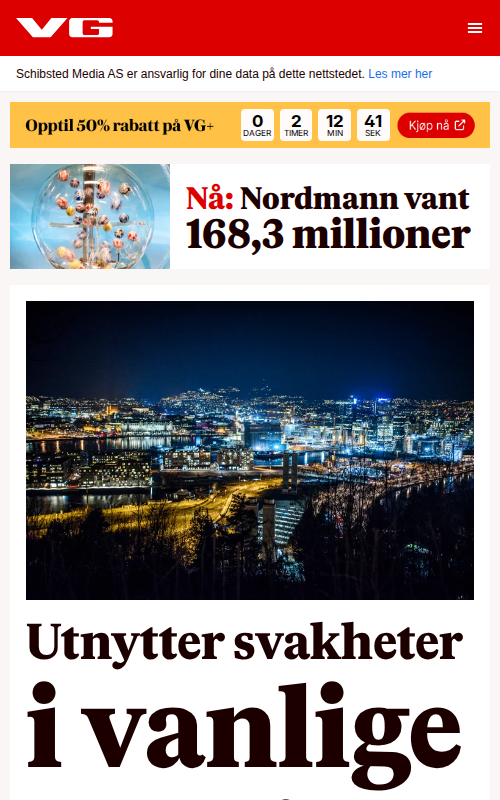 VG
Schibsted Media AS er ansvarlig for dine data på dette nettstedet. Les mer her
Opptil 50% rabatt på VG+
0 2 12 41
DAGER TIMER MIN SEK
Kjøp nå
Nå: Nordmann vant
168,3 millioner
Utnytter svakheter
i vanlige